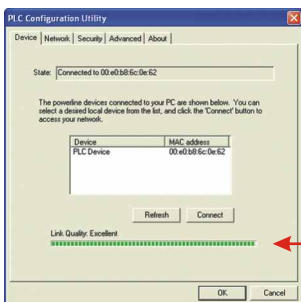 PLC Configuration Utility
Device Network Security Advanced About
State: Connected to 00:e0:b8:6c:0e:62
The powerline devices connected to your PC are shown below. You can
select a desired local device from the list, and click the 'Connect' button to
access your network.
Device MAC address
PLC Device 00:e0:b8:6c:0e:62
Refresh Connect
Link Quality: Excellent
OK Cancel